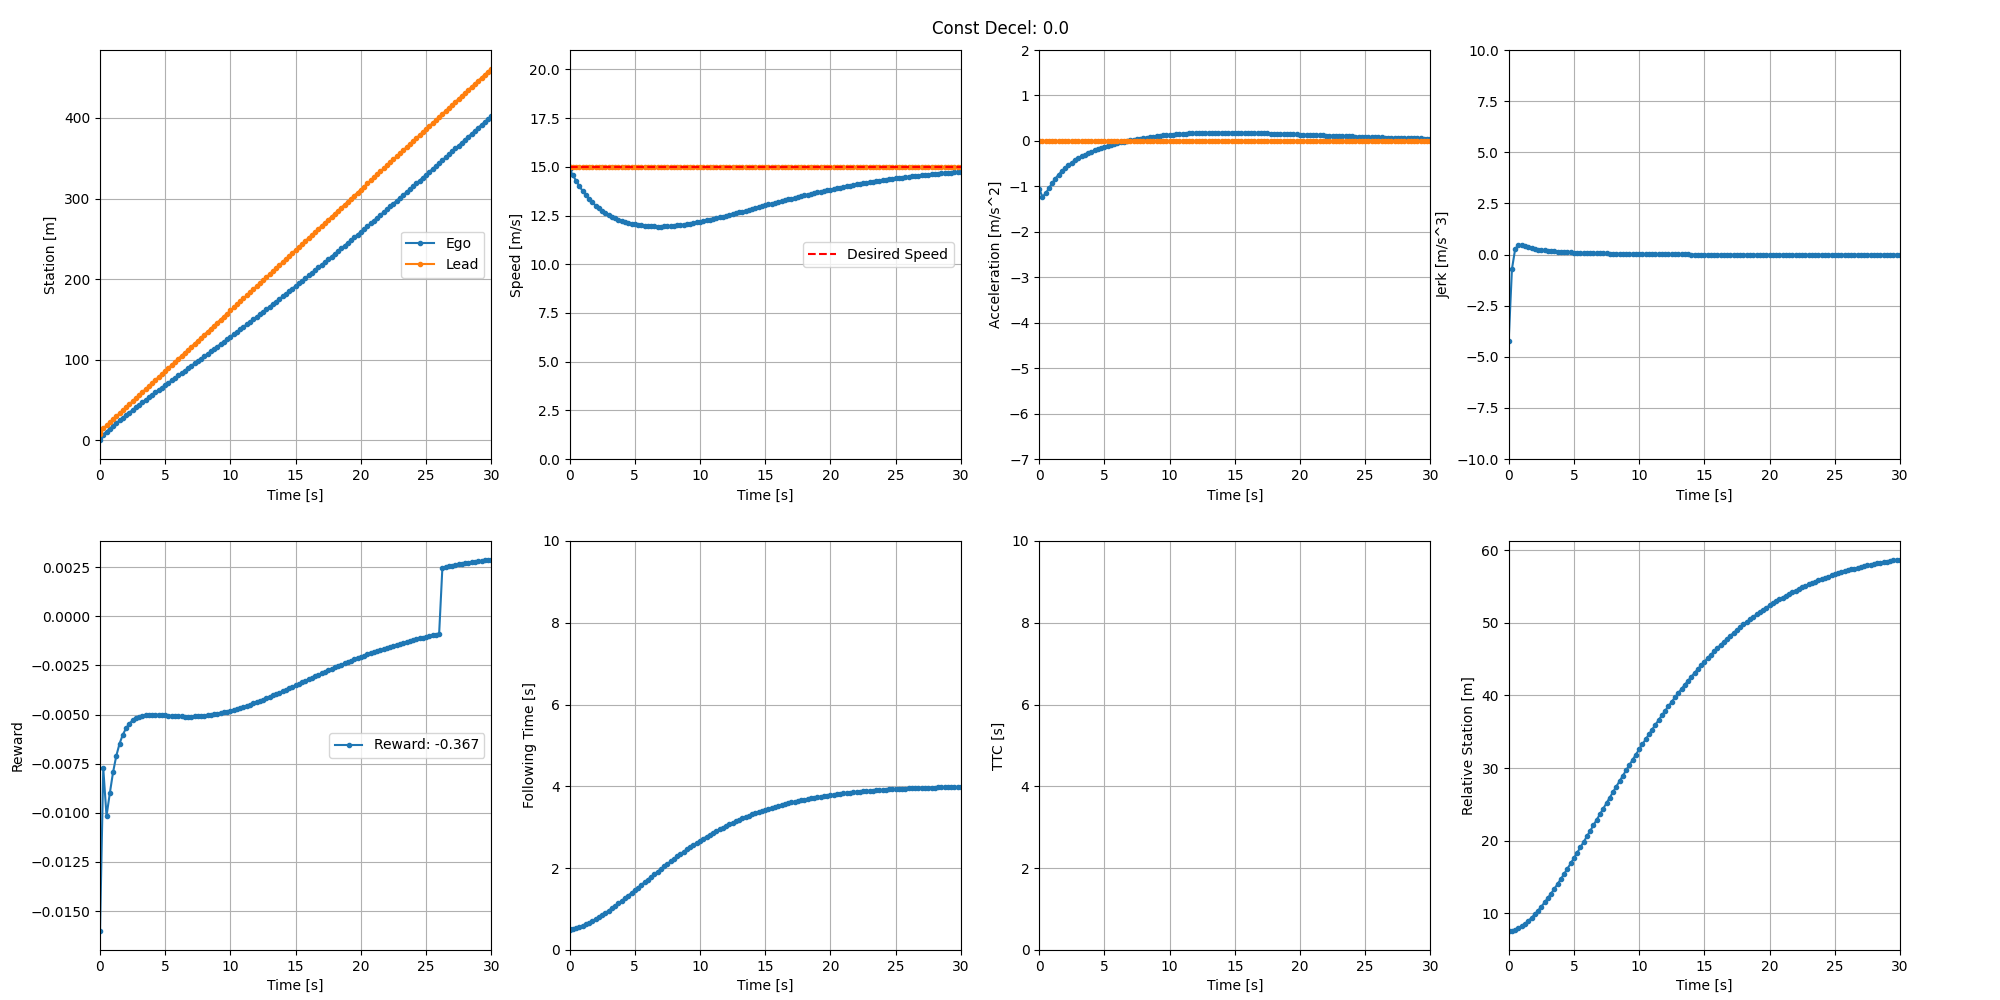 Const Decel: 0.0
Station [m]
400
300
200
100
0
Ego
Lead
0 5 10 15 20 25 30
Time [s]
Speed [m/s]
20.0
17.5
15.0
12.5
10.0
7.5
5.0
2.5
0.0
Desired Speed
0 5 10 15 20 25 30
Time [s]
Acceleration [m/s^2]
2
1
0
−1
−2
−3
−4
−5
−6
−7
0 5 10 15 20 25 30
Time [s]
Jerk [m/s^3]
10.0
7.5
5.0
2.5
0.0
−2.5
−5.0
−7.5
−10.0
0 5 10 15 20 25 30
Time [s]
Reward
0.0025
0.0000
−0.0025
−0.0050
−0.0075
−0.0100
−0.0125
−0.0150
Reward: -0.367
0 5 10 15 20 25 30
Time [s]
Following Time [s]
10
8
6
4
2
0
0 5 10 15 20 25 30
Time [s]
TTC [s]
10
8
6
4
2
0
0 5 10 15 20 25 30
Time [s]
Relative Station [m]
60
50
40
30
20
10
0 5 10 15 20 25 30
Time [s]